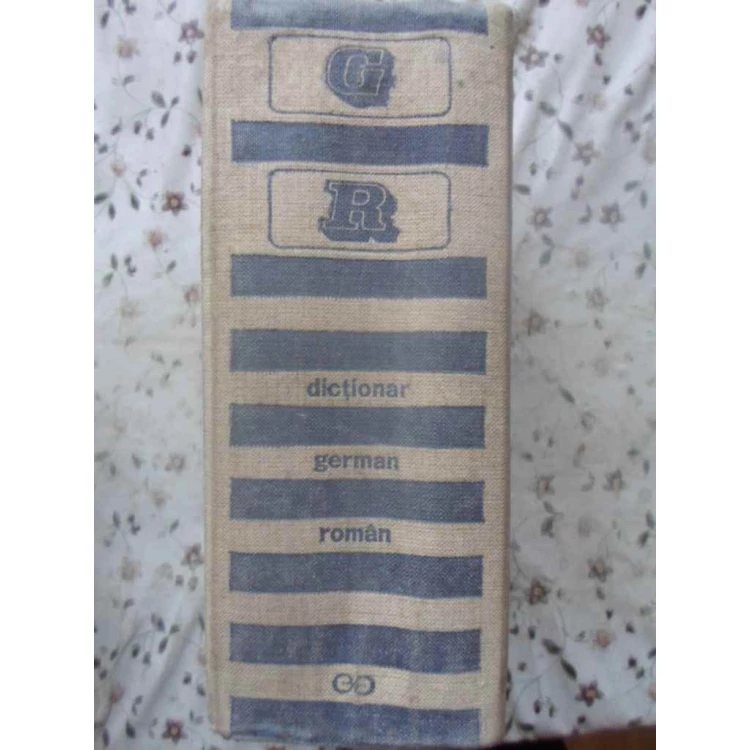 G
R
dicționar
german
român